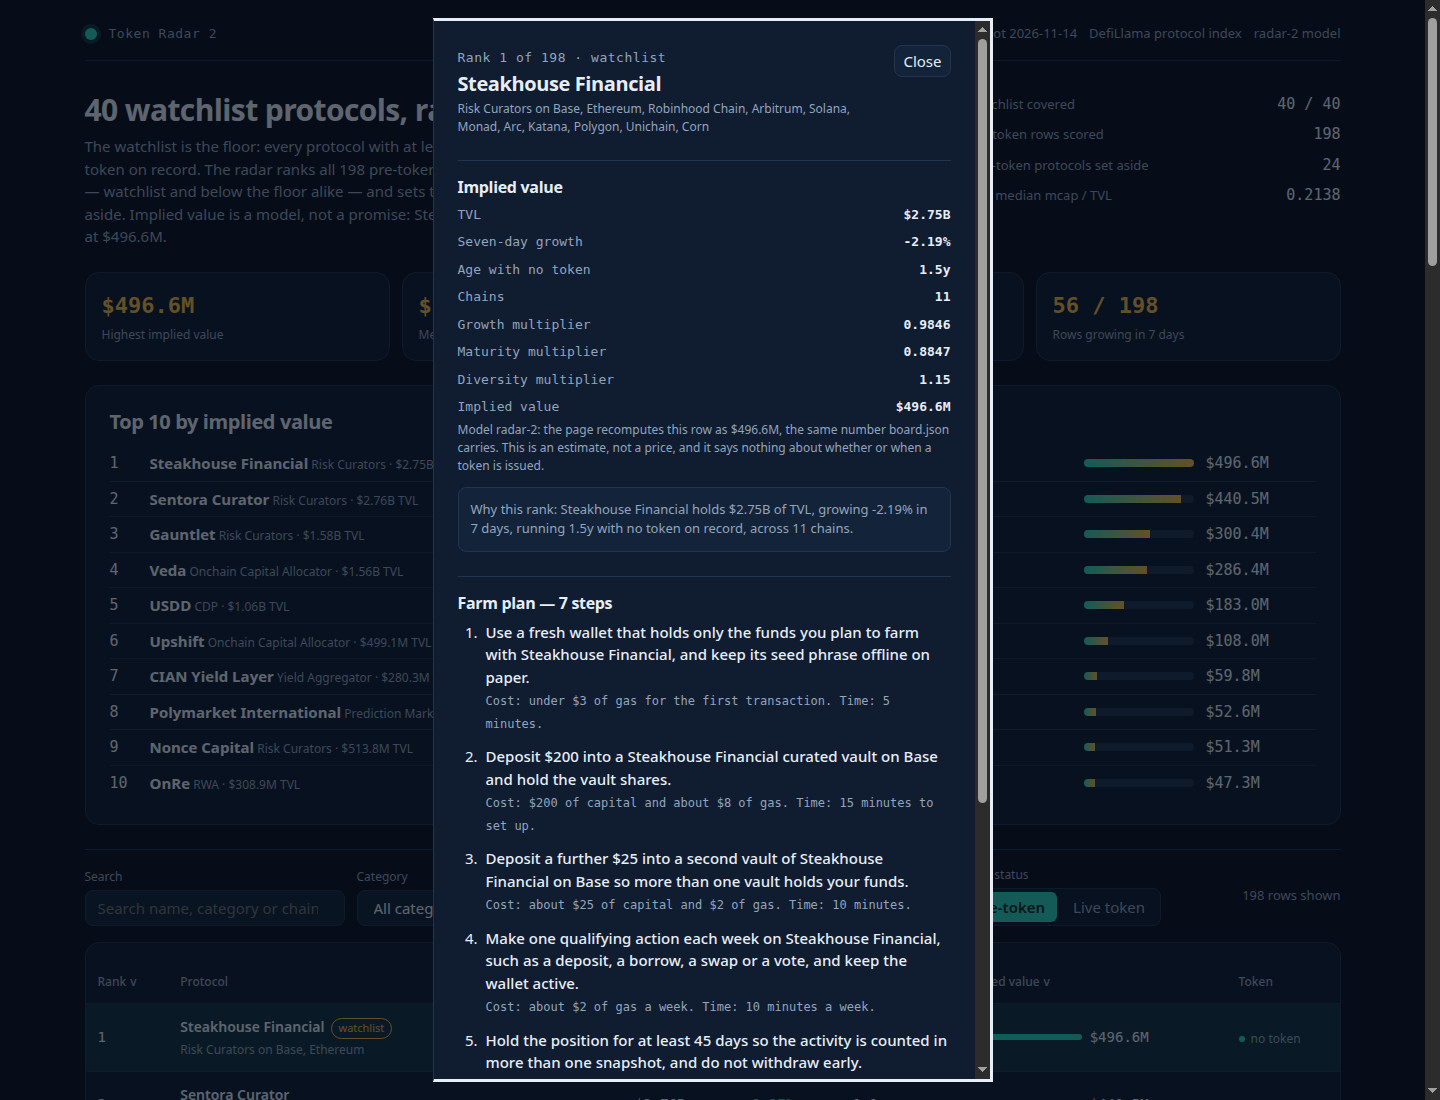 Token Radar 2
ot 2026-11-14 DefiLlama protocol index radar-2 model
40 watchlist protocols, ra
The watchlist is the floor: every protocol with at le
token on record. The radar ranks all 198 pre-token
— watchlist and below the floor alike — and sets t
aside. Implied value is a model, not a promise: Ste
at $496.6M.
chlist covered 40 / 40
token rows scored 198
-token protocols set aside 24
median mcap / TVL 0.2138
$496.6M
Highest implied value
$
Me
56 / 198
Rows growing in 7 days
Top 10 by implied value
1 Steakhouse Financial Risk Curators · $2.75B $496.6M
2 Sentora Curator Risk Curators · $2.76B TVL $440.5M
3 Gauntlet Risk Curators · $1.58B TVL $300.4M
4 Veda Onchain Capital Allocator · $1.56B TVL $286.4M
5 USDD CDP · $1.06B TVL $183.0M
6 Upshift Onchain Capital Allocator · $499.1M TVL $108.0M
7 CIAN Yield Layer Yield Aggregator · $280.3M $59.8M
8 Polymarket International Prediction Mark $52.6M
9 Nonce Capital Risk Curators · $513.8M TVL $51.3M
10 OnRe RWA · $308.9M TVL $47.3M
Search
Search name, category or chain
Category
All categ
status
e-token Live token
198 rows shown
Rank v Protocol ed value v Token
1 Steakhouse Financial watchlist $496.6M no token
Risk Curators on Base, Ethereum
Sentora Curator
Rank 1 of 198 · watchlist
Close
Steakhouse Financial
Risk Curators on Base, Ethereum, Robinhood Chain, Arbitrum, Solana,
Monad, Arc, Katana, Polygon, Unichain, Corn
Implied value
TVL $2.75B
Seven-day growth -2.19%
Age with no token 1.5y
Chains 11
Growth multiplier 0.9846
Maturity multiplier 0.8847
Diversity multiplier 1.15
Implied value $496.6M
Model radar-2: the page recomputes this row as $496.6M, the same number board.json
carries. This is an estimate, not a price, and it says nothing about whether or when a
token is issued.
Why this rank: Steakhouse Financial holds $2.75B of TVL, growing -2.19% in
7 days, running 1.5y with no token on record, across 11 chains.
Farm plan — 7 steps
1. Use a fresh wallet that holds only the funds you plan to farm
with Steakhouse Financial, and keep its seed phrase offline on
paper.
Cost: under $3 of gas for the first transaction. Time: 5
minutes.
2. Deposit $200 into a Steakhouse Financial curated vault on Base
and hold the vault shares.
Cost: $200 of capital and about $8 of gas. Time: 15 minutes to
set up.
3. Deposit a further $25 into a second vault of Steakhouse
Financial on Base so more than one vault holds your funds.
Cost: about $25 of capital and $2 of gas. Time: 10 minutes.
4. Make one qualifying action each week on Steakhouse Financial,
such as a deposit, a borrow, a swap or a vote, and keep the
wallet active.
Cost: about $2 of gas a week. Time: 10 minutes a week.
5. Hold the position for at least 45 days so the activity is counted in
more than one snapshot, and do not withdraw early.